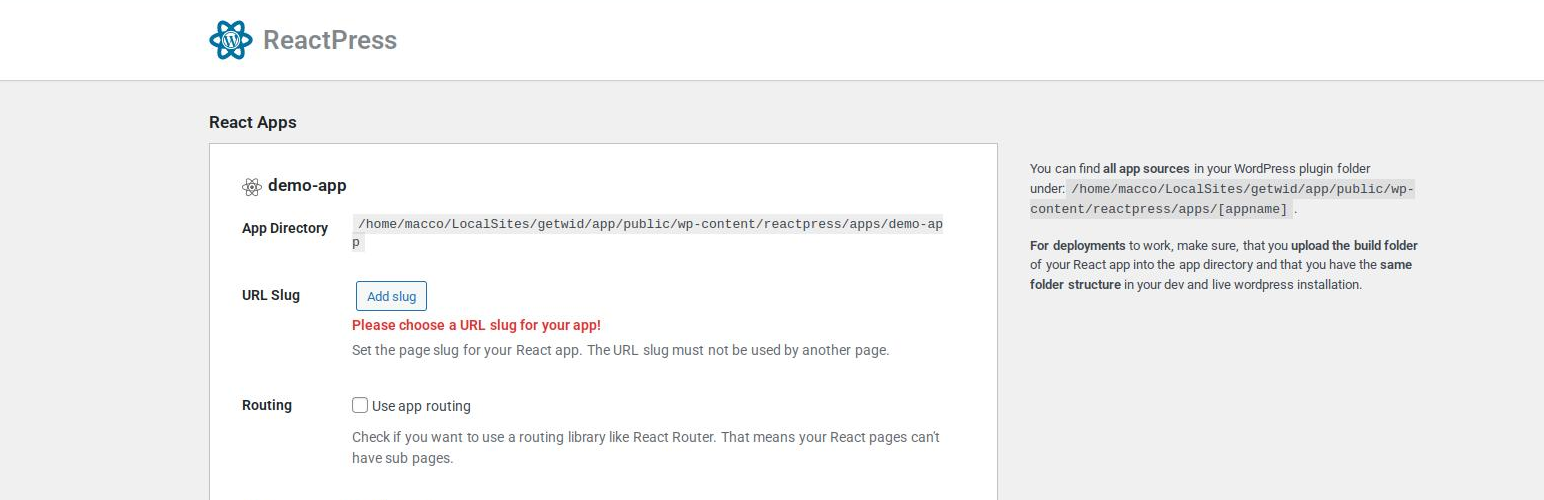 ReactPress
React Apps
demo-app
App Directory
/home/macco/LocalSites/getwid/app/public/wp-content/reactpress/apps/demo-ap
p
URL Slug
Add slug
Please choose a URL slug for your app!
Set the page slug for your React app. The URL slug must not be used by another page.
Routing
Use app routing
Check if you want to use a routing library like React Router. That means your React pages can't
have sub pages.
You can find all app sources in your WordPress plugin folder
under: /home/macco/LocalSites/getwid/app/public/wp-
content/reactpress/apps/[appname] .
For deployments to work, make sure, that you upload the build folder
of your React app into the app directory and that you have the same
folder structure in your dev and live wordpress installation.